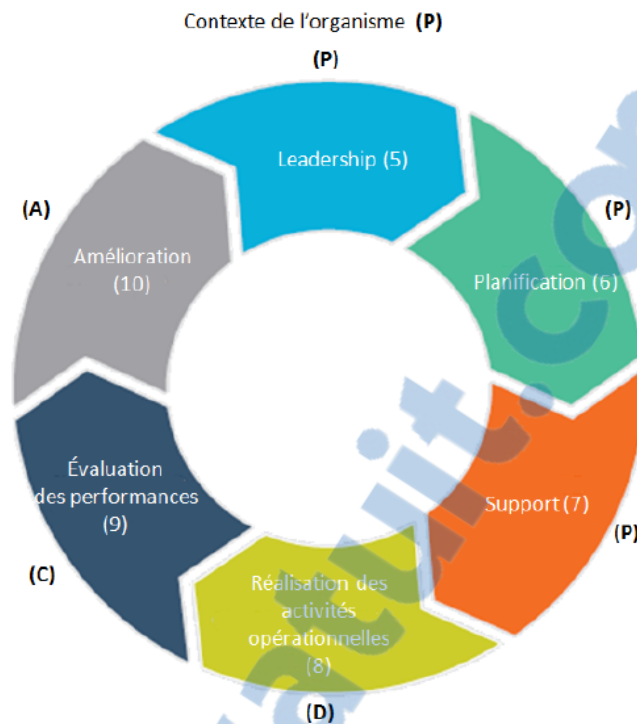 Contexte de l'organisme (P)
(P)
Leadership (5)
(P)
Planification (6)
Support (7)
(P)
Réalisation des
activités
opérationnelles
(8)
(D)
Évaluation
des performances
(9)
(C)
Amélioration
(10)
(A)